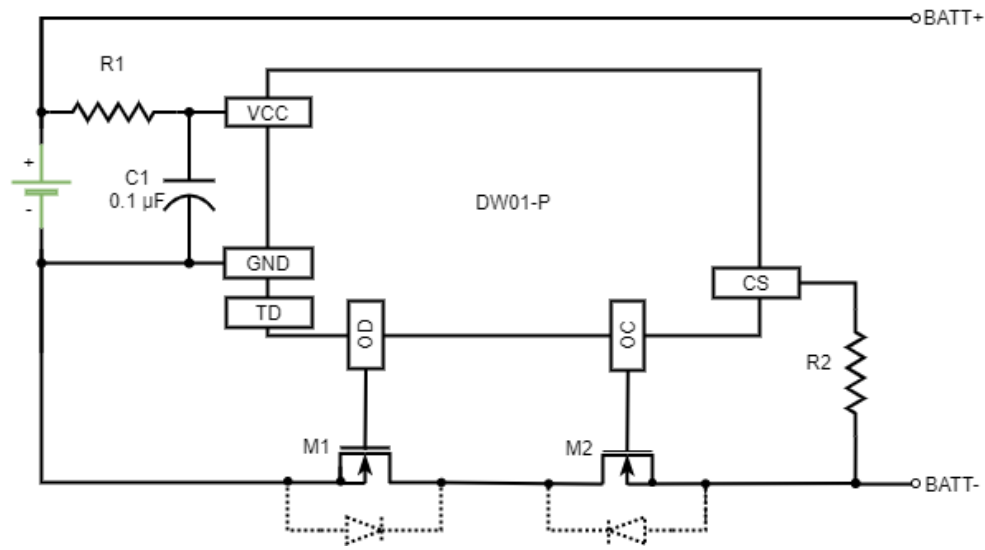 BATT+
R1
VCC
+
C1
0.1 µF
-
DW01-P
GND
CS
TD
OD
OC
R2
M1
M2
BATT-